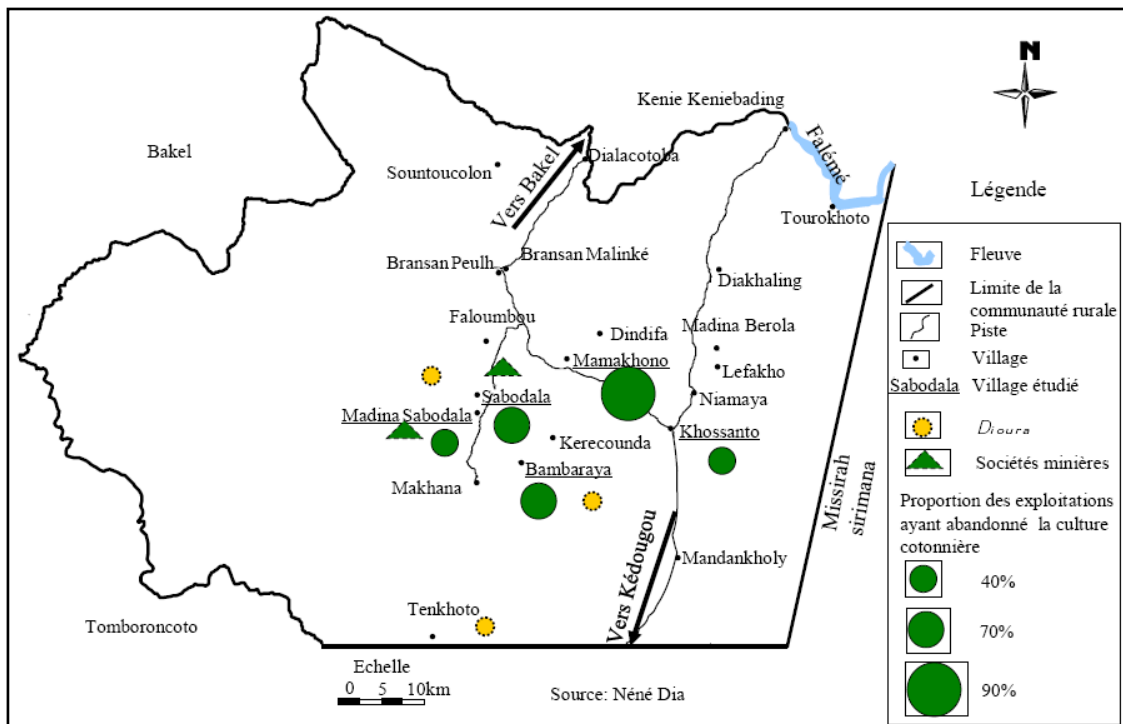 N
Kenie Keniebading
Bakel
Falémé
Dialacotoba
Sountoucolon
Vers Bakel
Tourokhoto
Bransan Malinké
Bransan Peulh
Diakhaling
Faloumbou
Dindifa
Madina Berola
Mamakhono
Lefakho
Sabodala
Niamaya
Madina Sabodala
Khossanto
Kerecounda
Bambaraya
Makhana
Missirah
sirimana
Mandankholy
Vers Kédougou
Tenkhoto
Tomboroncoto
Echelle
0 5 10km
Source: Néné Dia
Légende
Fleuve
Limite de la
communauté rurale
Piste
Village
Sabodala Village étudié
Dioura
Sociétés minières
Proportion des exploitations
ayant abandonné la culture
cotonnière
40%
70%
90%